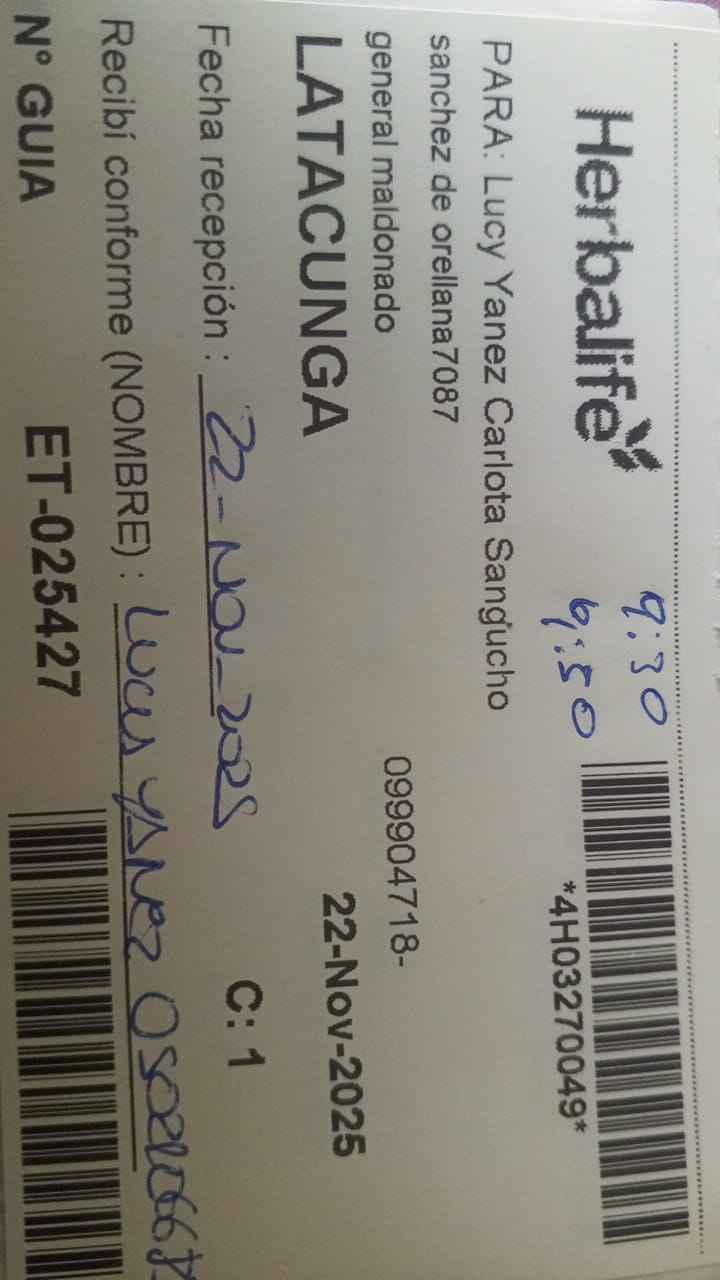 Herbalife
9:30
9:50
*4H03270049*
PARA: Lucy Yanez Carlota Sangucho
sanchez de orellana7087
general maldonado
099904718-
LATACUNGA
22-Nov-2025
Fecha recepción : 22-Nov-2025
C: 1
Recibí conforme (NOMBRE) : Lucy Yanez
Nº GUIA
ET-025427